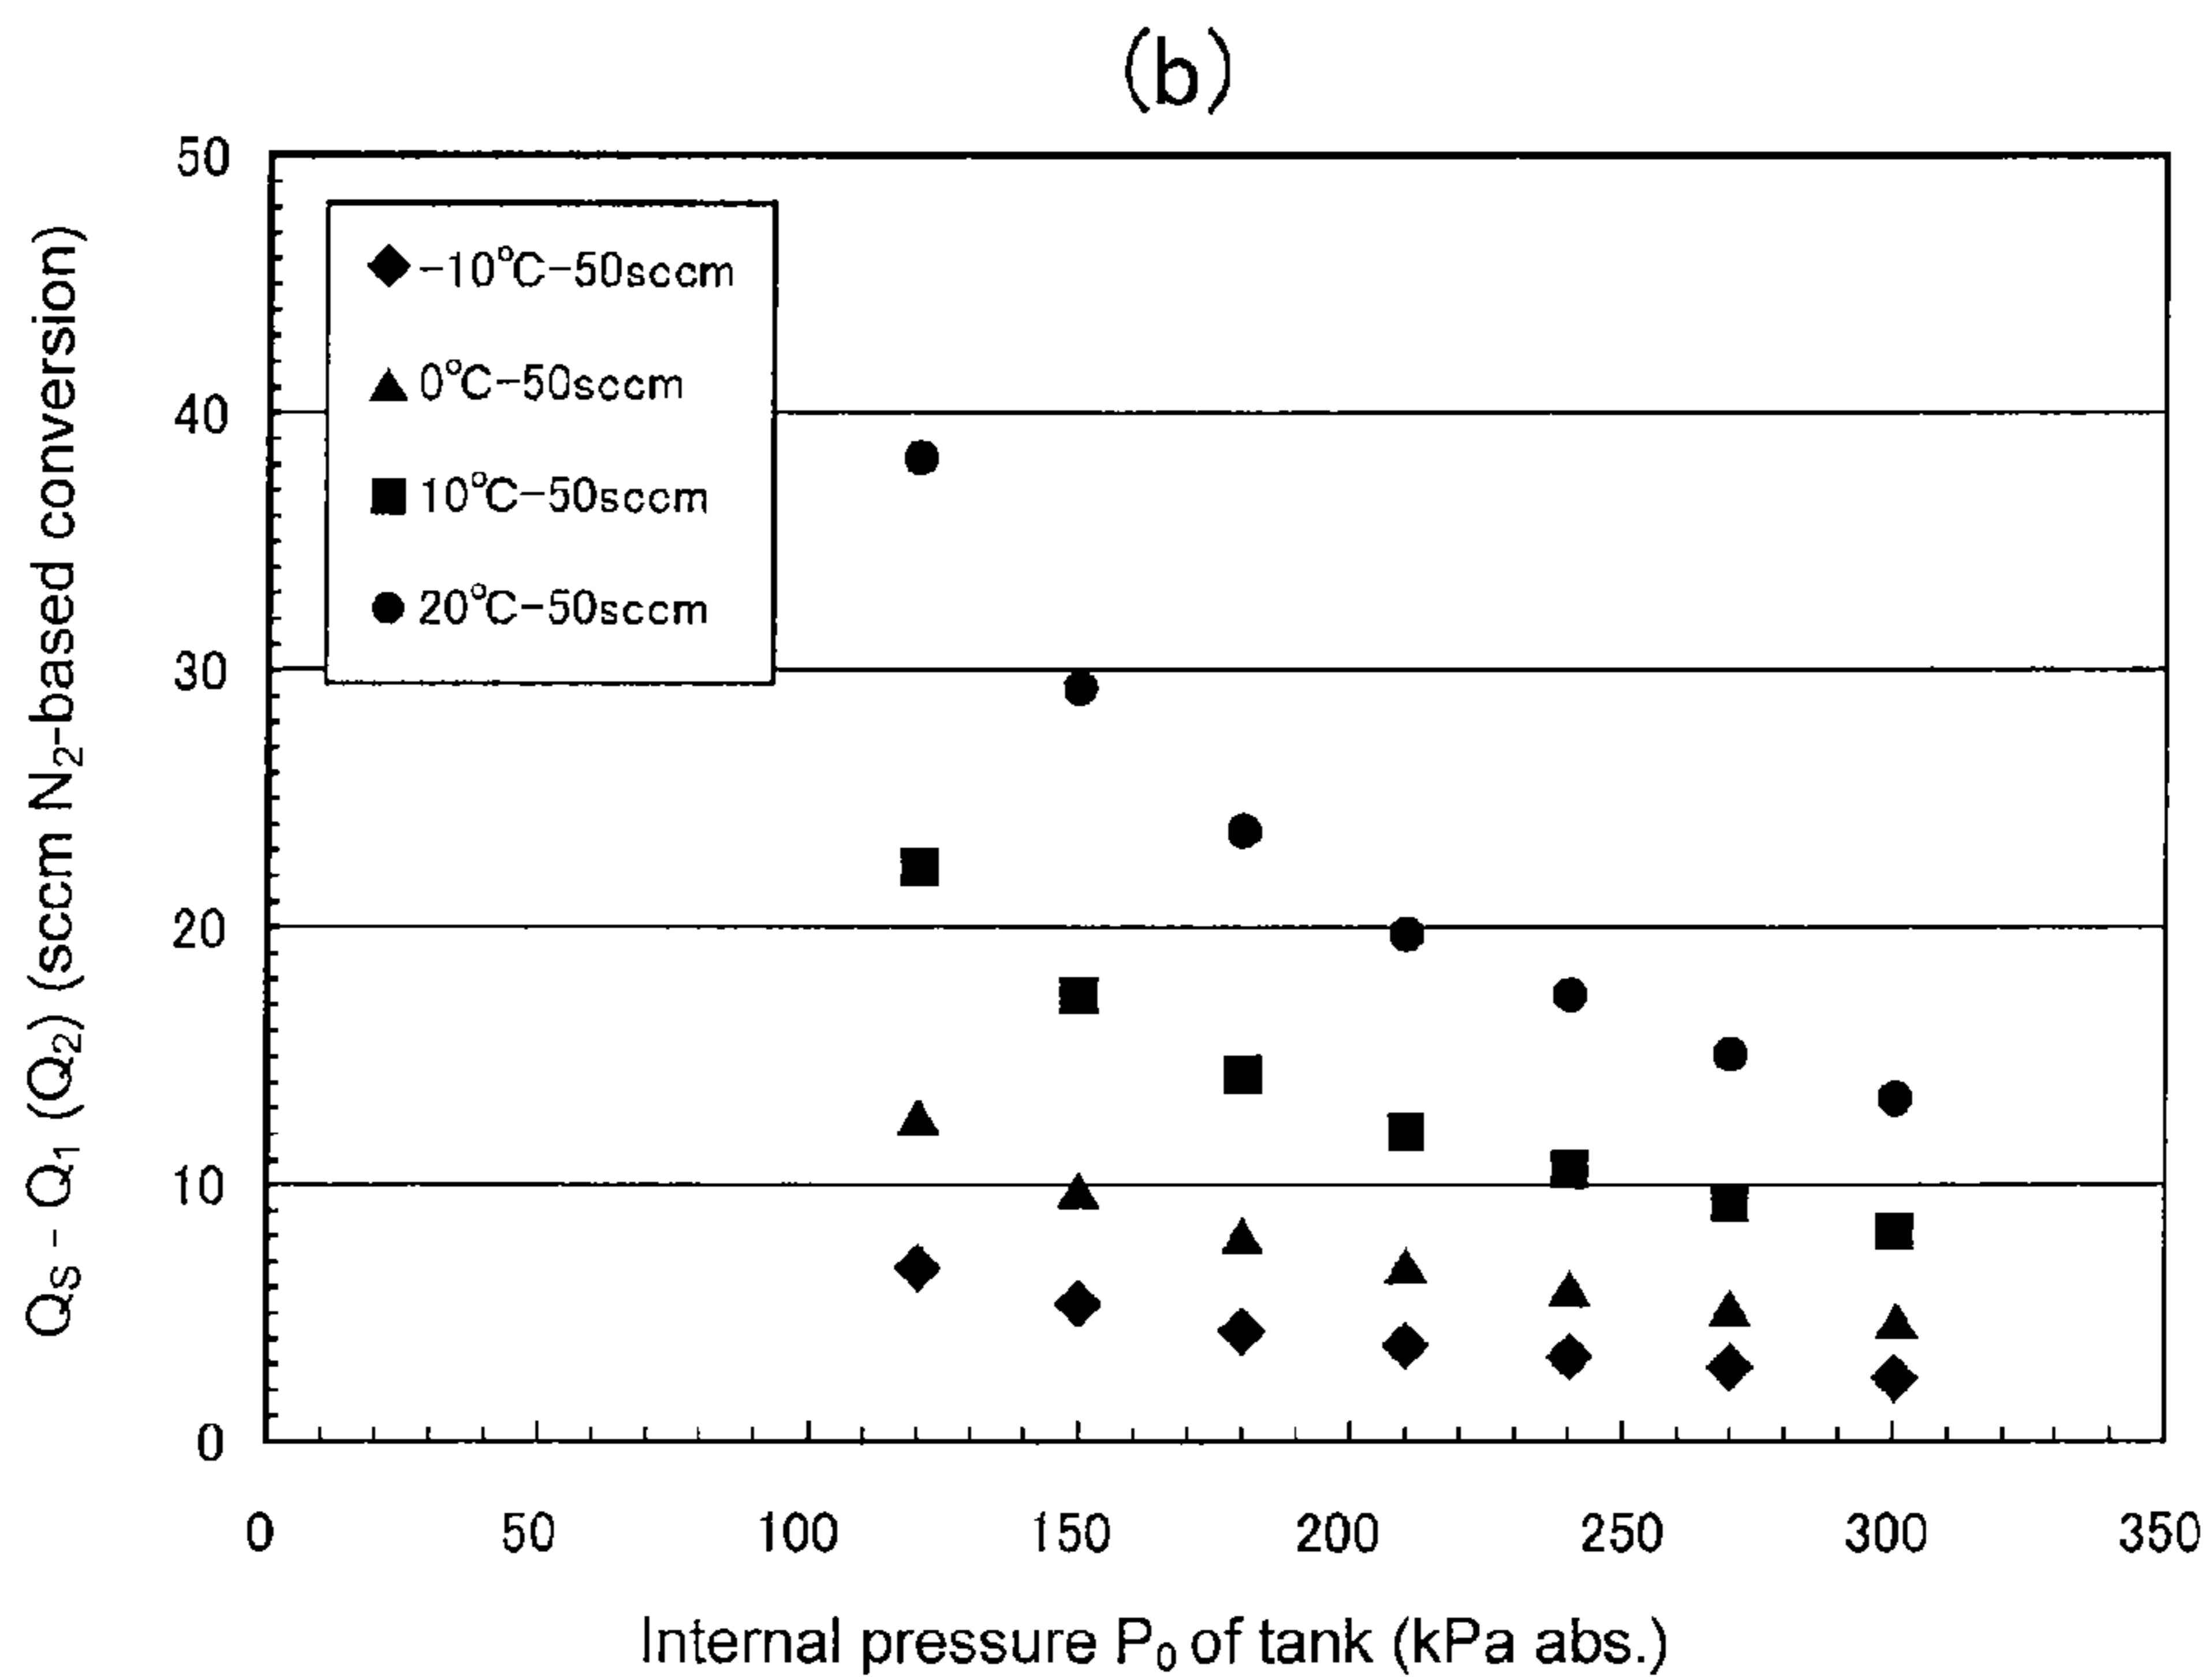 (b)
50
40
30
20
10
0
−10°C−50sccm
0°C−50sccm
10°C−50sccm
20°C−50sccm
QS - Q1 (Q2) (sccm N2-based conversion)
0 50 100 150 200 250 300 350
Internal pressure P0 of tank (kPa abs.)